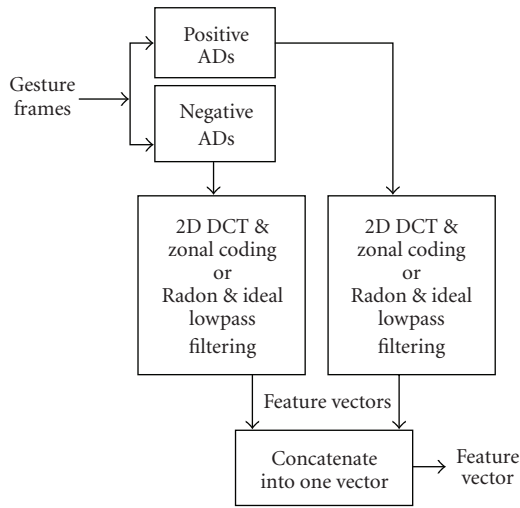 Positive
ADs
Gesture
frames
Negative
ADs
2D DCT &
zonal coding
or
Radon & ideal
lowpass
filtering
2D DCT &
zonal coding
or
Radon & ideal
lowpass
filtering
Feature vectors
Concatenate
into one vector
Feature
vector